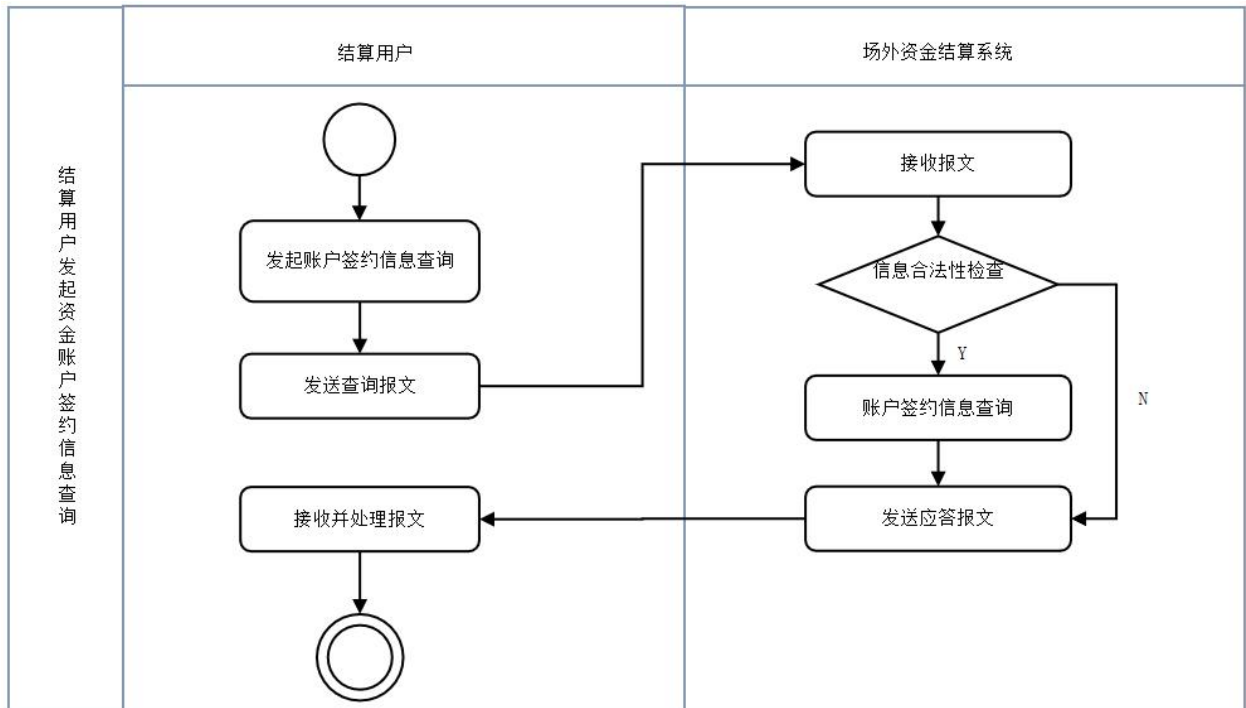 结算用户
场外资金结算系统
结算用户发起资金账户签约信息查询
发起账户签约信息查询
发送查询报文
接收报文
信息合法性检查
Y
N
账户签约信息查询
发送应答报文
接收并处理报文